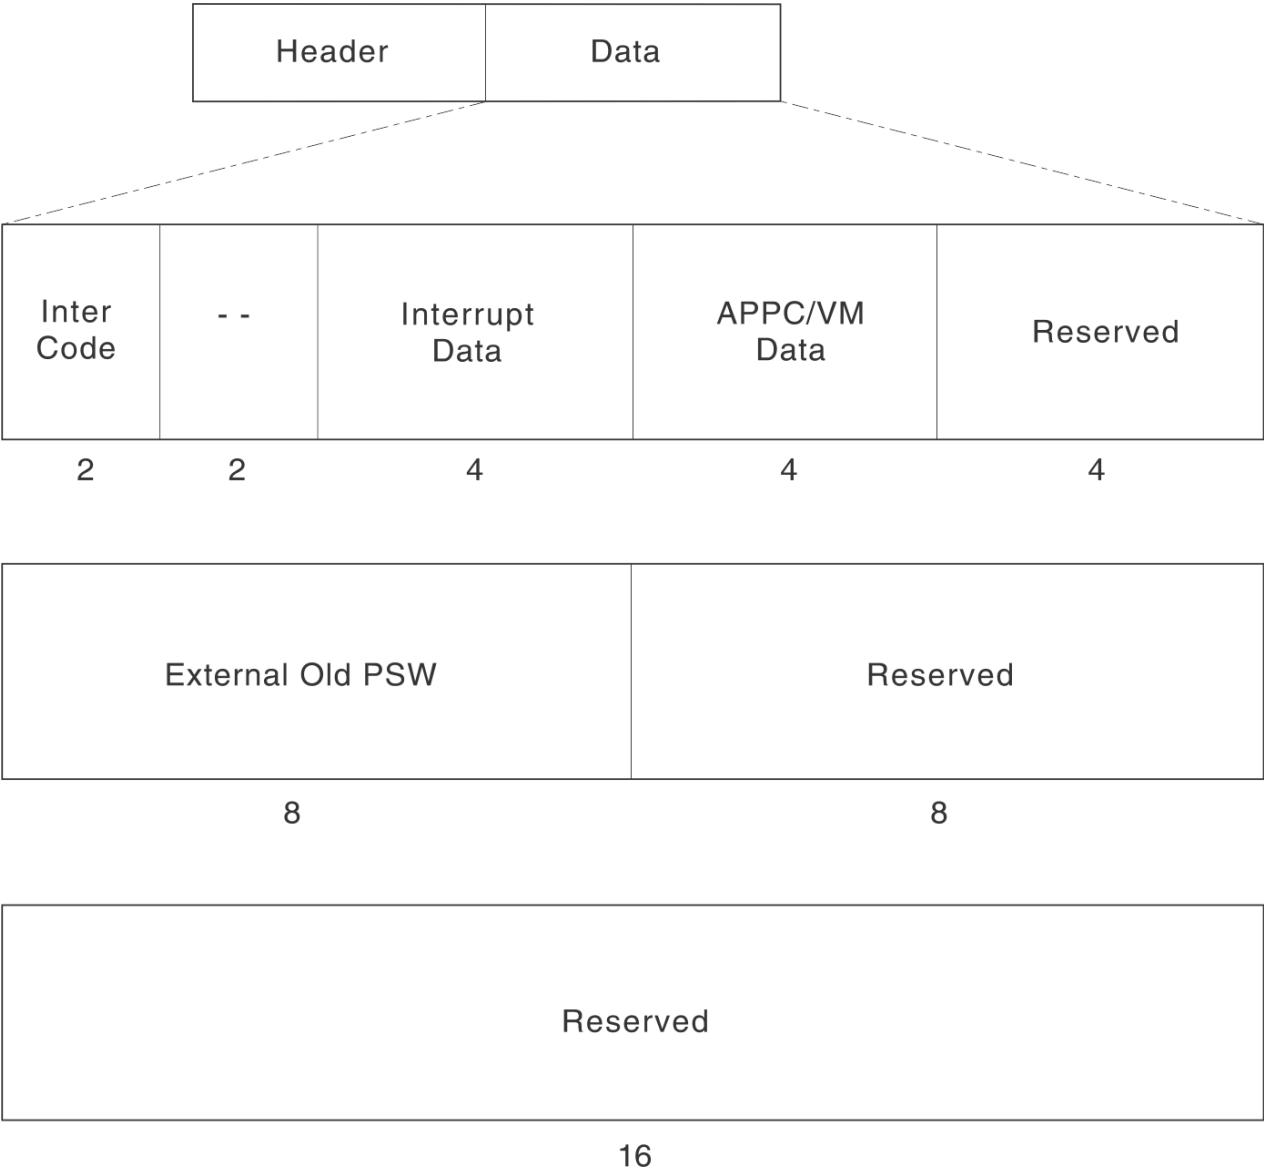 Header Data
Inter Code
- -
Interrupt Data
APPC/VM Data
Reserved
2 2 4 4 4
External Old PSW Reserved
8 8
Reserved
16